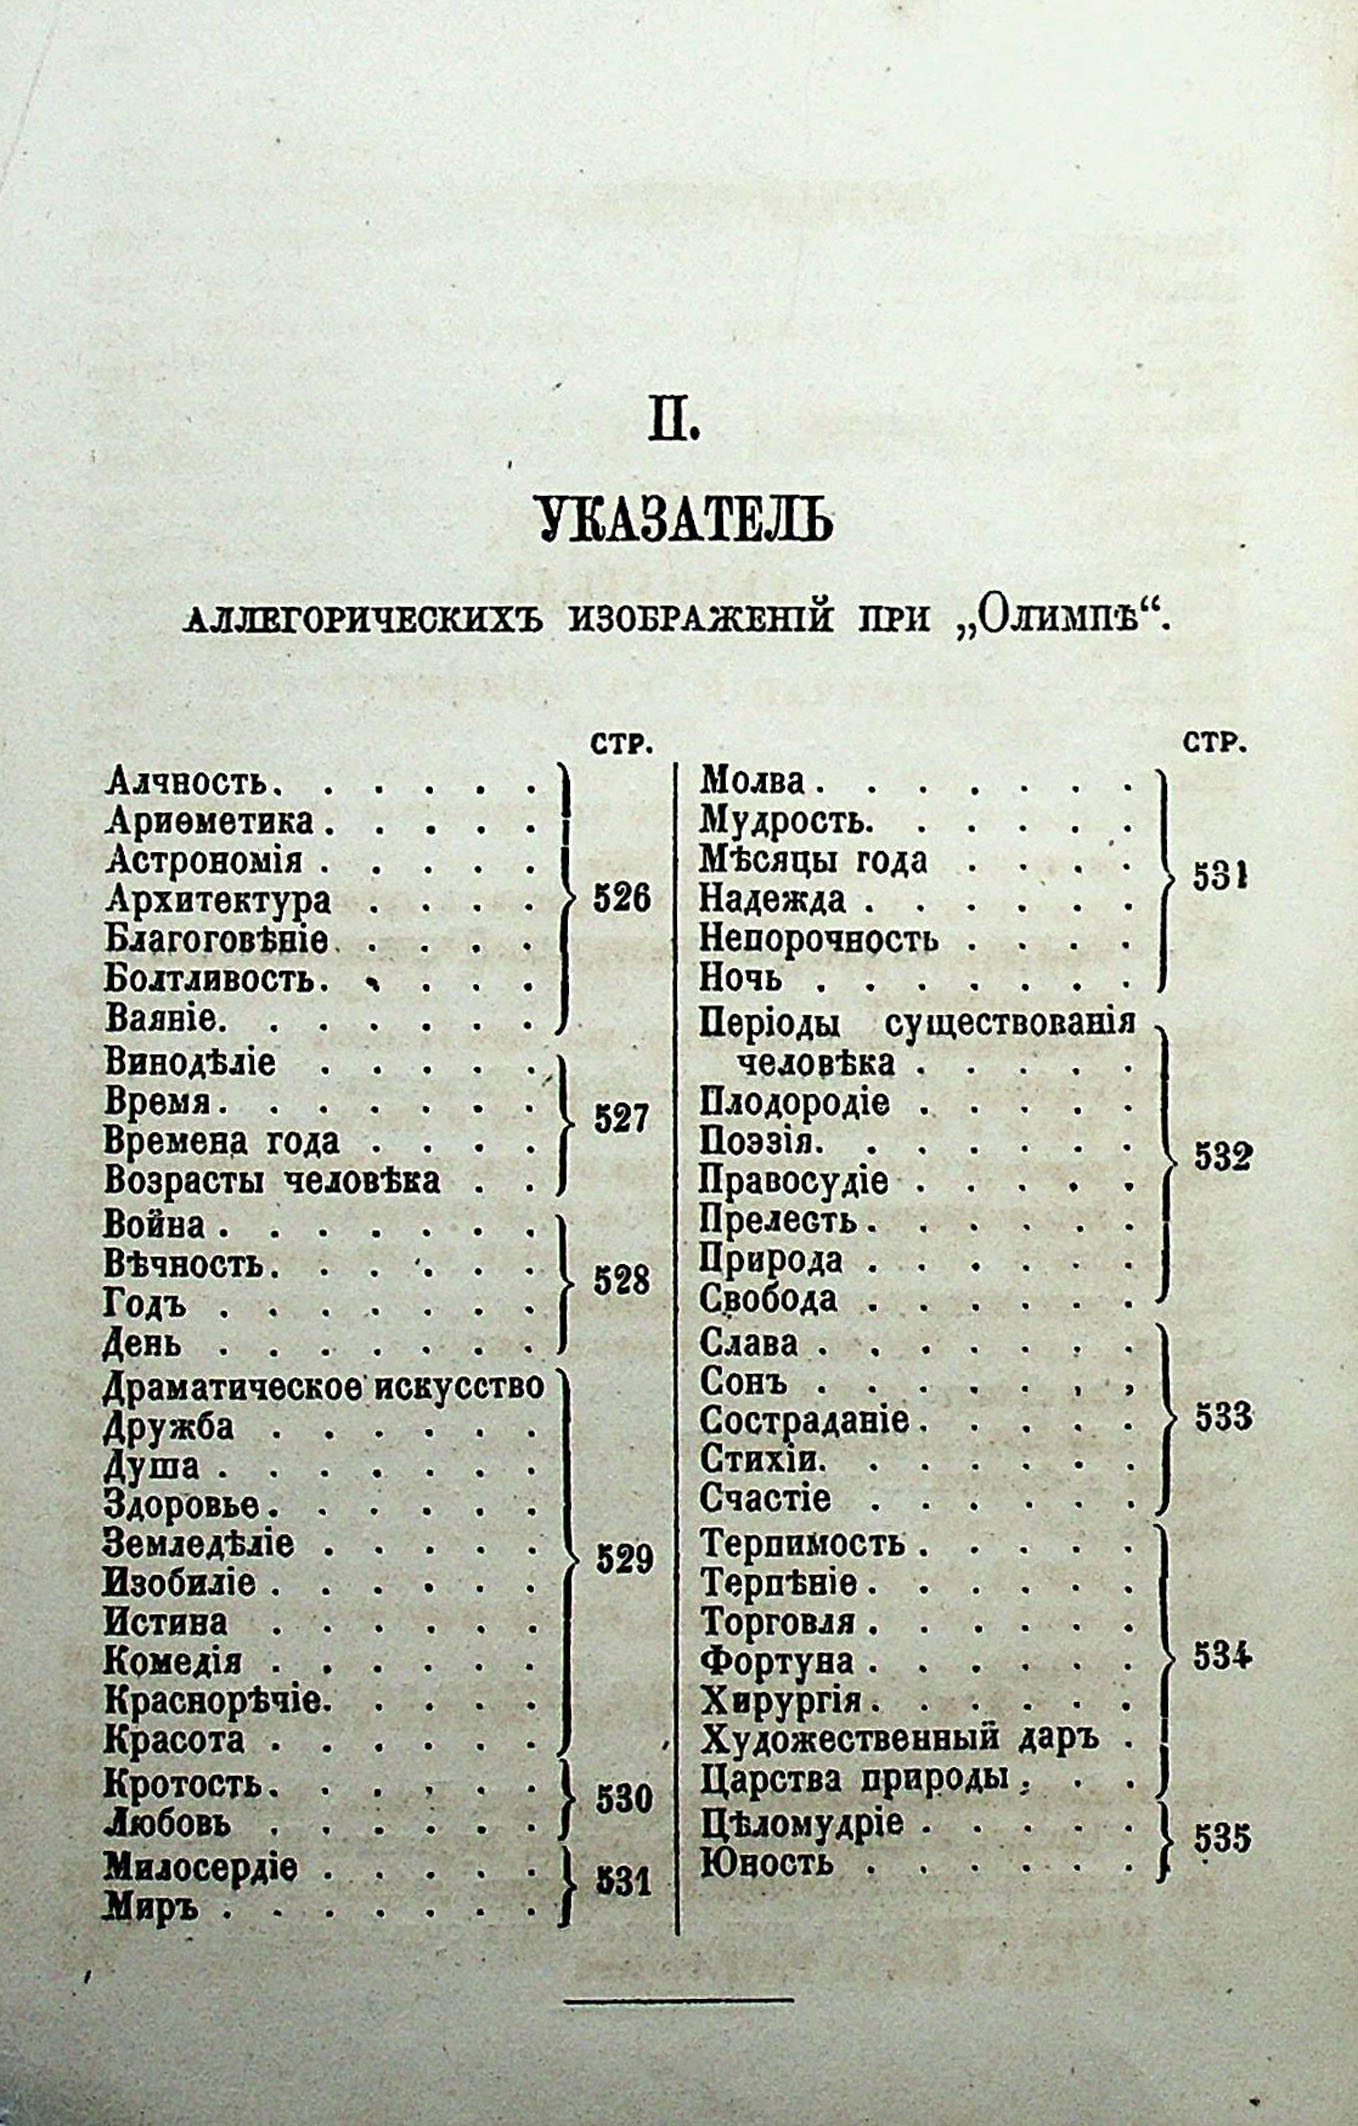 II.
УКАЗАТЕЛЬ
АЛЛЕГОРИЧЕСКИХЪ ИЗОБРАЖЕНІЙ ПРИ „ОЛИМПѢ“.
СТР.
Алчность. . . . . .
Ариѳметика . . . . .
Астрономія . . . . .
Архитектура . . . .
Благоговѣніе . . . . .
Болтливость. . . . .
Ваяніе. . . . . . .
526
Винодѣліе . . . . .
Время. . . . . . .
Времена года . . . .
Возрасты человѣка . .
527
Война . . . . . . .
Вѣчность. . . . . .
Годъ . . . . . . .
День . . . . . . .
528
Драматическое искусство
Дружба . . . . . .
Душа . . . . . . .
Здоровье. . . . . .
Земледѣліе . . . . .
Изобиліе . . . . . .
Истина . . . . . .
Комедія . . . . . .
Краснорѣчіе. . . . .
Красота . . . . . .
529
Кротость. . . . . .
Любовь . . . . . .
530
Милосердіе . . . . .
Миръ . . . . . . .
531
СТР.
Молва . . . . . . .
Мудрость. . . . . .
Мѣсяцы года . . . .
Надежда . . . . . .
Непорочность . . . .
Ночь . . . . . . .
531
Періоды существованія
человѣка . . . . .
Плодородіе . . . . .
Поэзія. . . . . . .
Правосудіе . . . . .
Прелесть . . . . . .
Природа . . . . . .
Свобода . . . . . .
532
Слава . . . . . . .
Сонъ . . . . . . .
Состраданіе . . . . .
Стихіи. . . . . . .
Счастіе . . . . . .
533
Терпимость . . . . .
Терпѣніе . . . . . .
Торговля . . . . . .
Фортуна . . . . . .
Хирургія . . . . . .
Художественный даръ .
Царства природы . . .
534
Цѣломудріе . . . . .
Юность . . . . . .
535